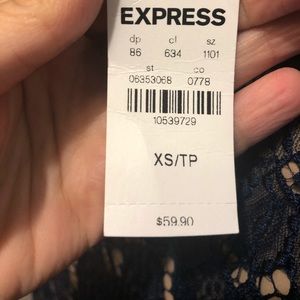 EXPRESS
dp cl sz
86 634 1101
st co
06353068 0778
10539729
XS/TP
$59.90